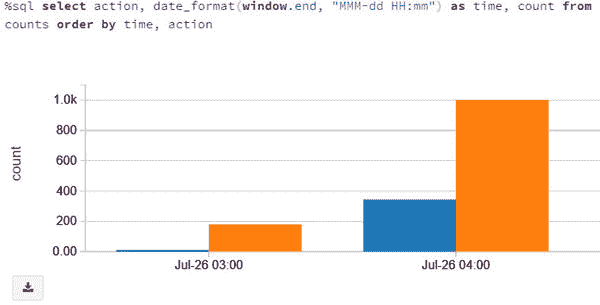 %sql select action, date_format(window.end, "MMM-dd HH:mm") as time, count from
counts order by time, action
1.0k
800
600
400
200
0.00
count
Jul-26 03:00
Jul-26 04:00